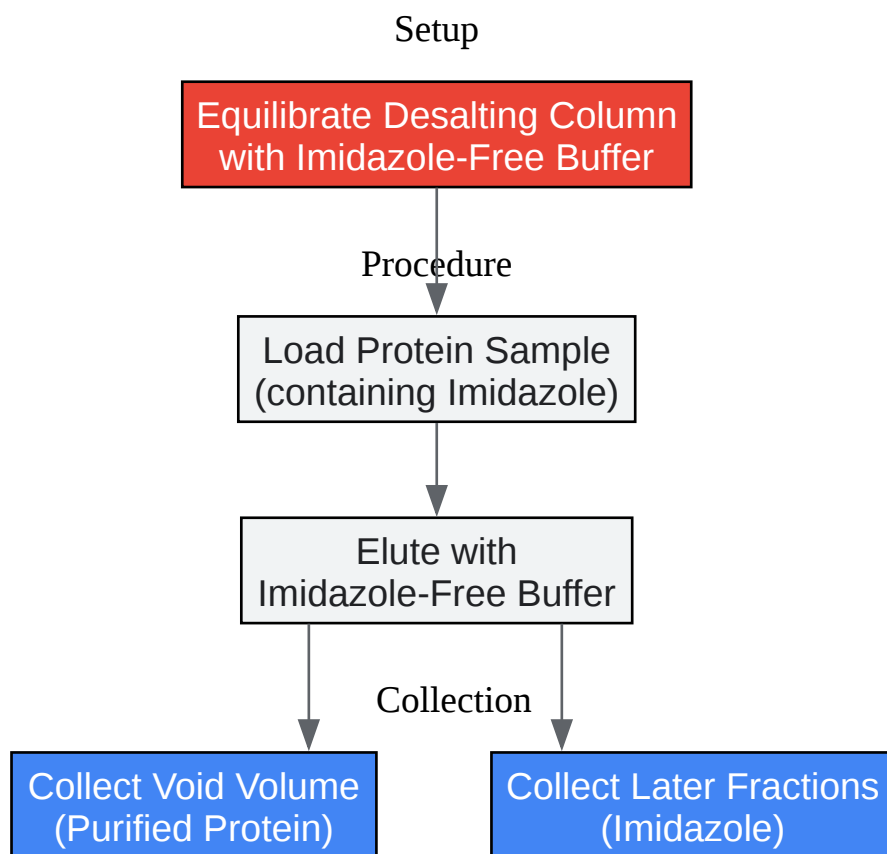 Setup
Equilibrate Desalting Column
with Imidazole-Free Buffer
Procedure
Load Protein Sample
(containing Imidazole)
Elute with
Imidazole-Free Buffer
Collection
Collect Void Volume
(Purified Protein)
Collect Later Fractions
(Imidazole)